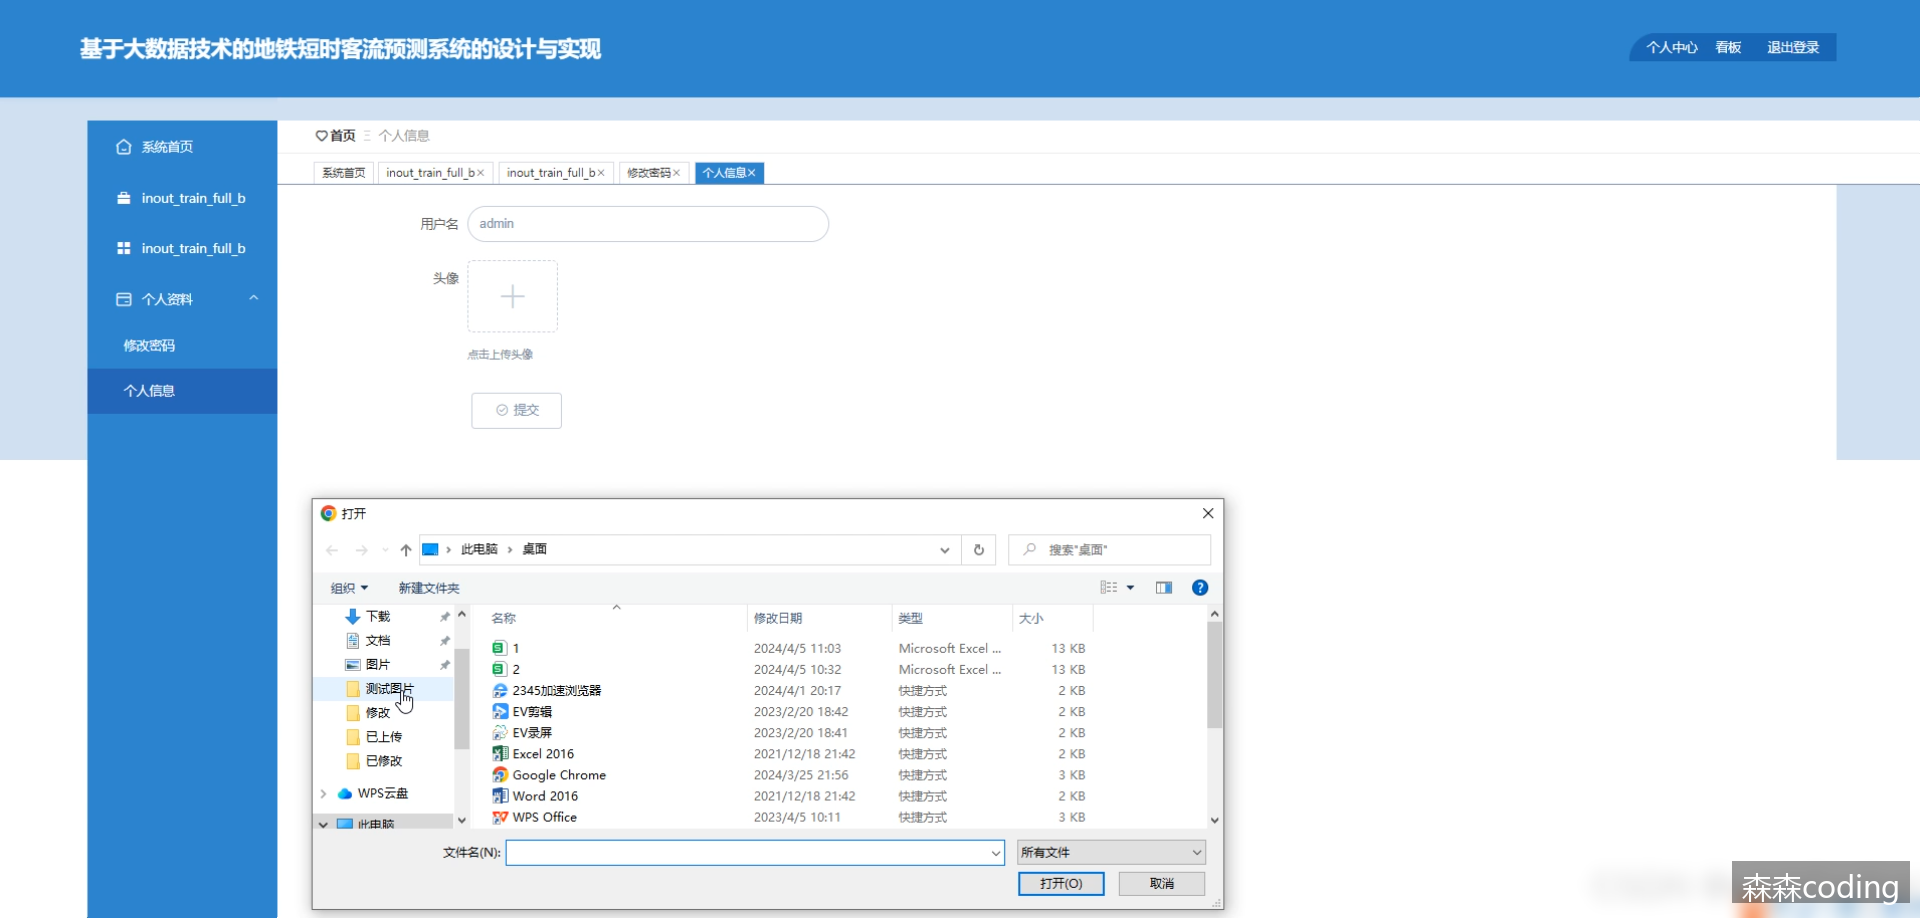 基于大数据技术的地铁短时客流预测系统的设计与实现
个人中心 看板 退出登录
系统首页
inout_train_full_b
inout_train_full_b
个人资料
修改密码
个人信息
首页 个人信息
系统首页 inout_train_full_b× inout_train_full_b× 修改密码× 个人信息×
用户名 admin
头像
点击上传头像
提交
打开
此电脑 › 桌面
搜索"桌面"
组织 新建文件夹
下载
文档
图片
测试图片
修改
已上传
已修改
WPS云盘
此电脑
名称 修改日期 类型 大小
1 2024/4/5 11:03 Microsoft Excel ... 13 KB
2 2024/4/5 10:32 Microsoft Excel ... 13 KB
2345加速浏览器 2024/4/1 20:17 快捷方式 2 KB
EV剪辑 2023/2/20 18:42 快捷方式 2 KB
EV录屏 2023/2/20 18:41 快捷方式 2 KB
Excel 2016 2021/12/18 21:42 快捷方式 2 KB
Google Chrome 2024/3/25 21:56 快捷方式 3 KB
Word 2016 2021/12/18 21:42 快捷方式 2 KB
WPS Office 2023/4/5 10:11 快捷方式 3 KB
文件名(N): 所有文件
打开(O) 取消
森森coding